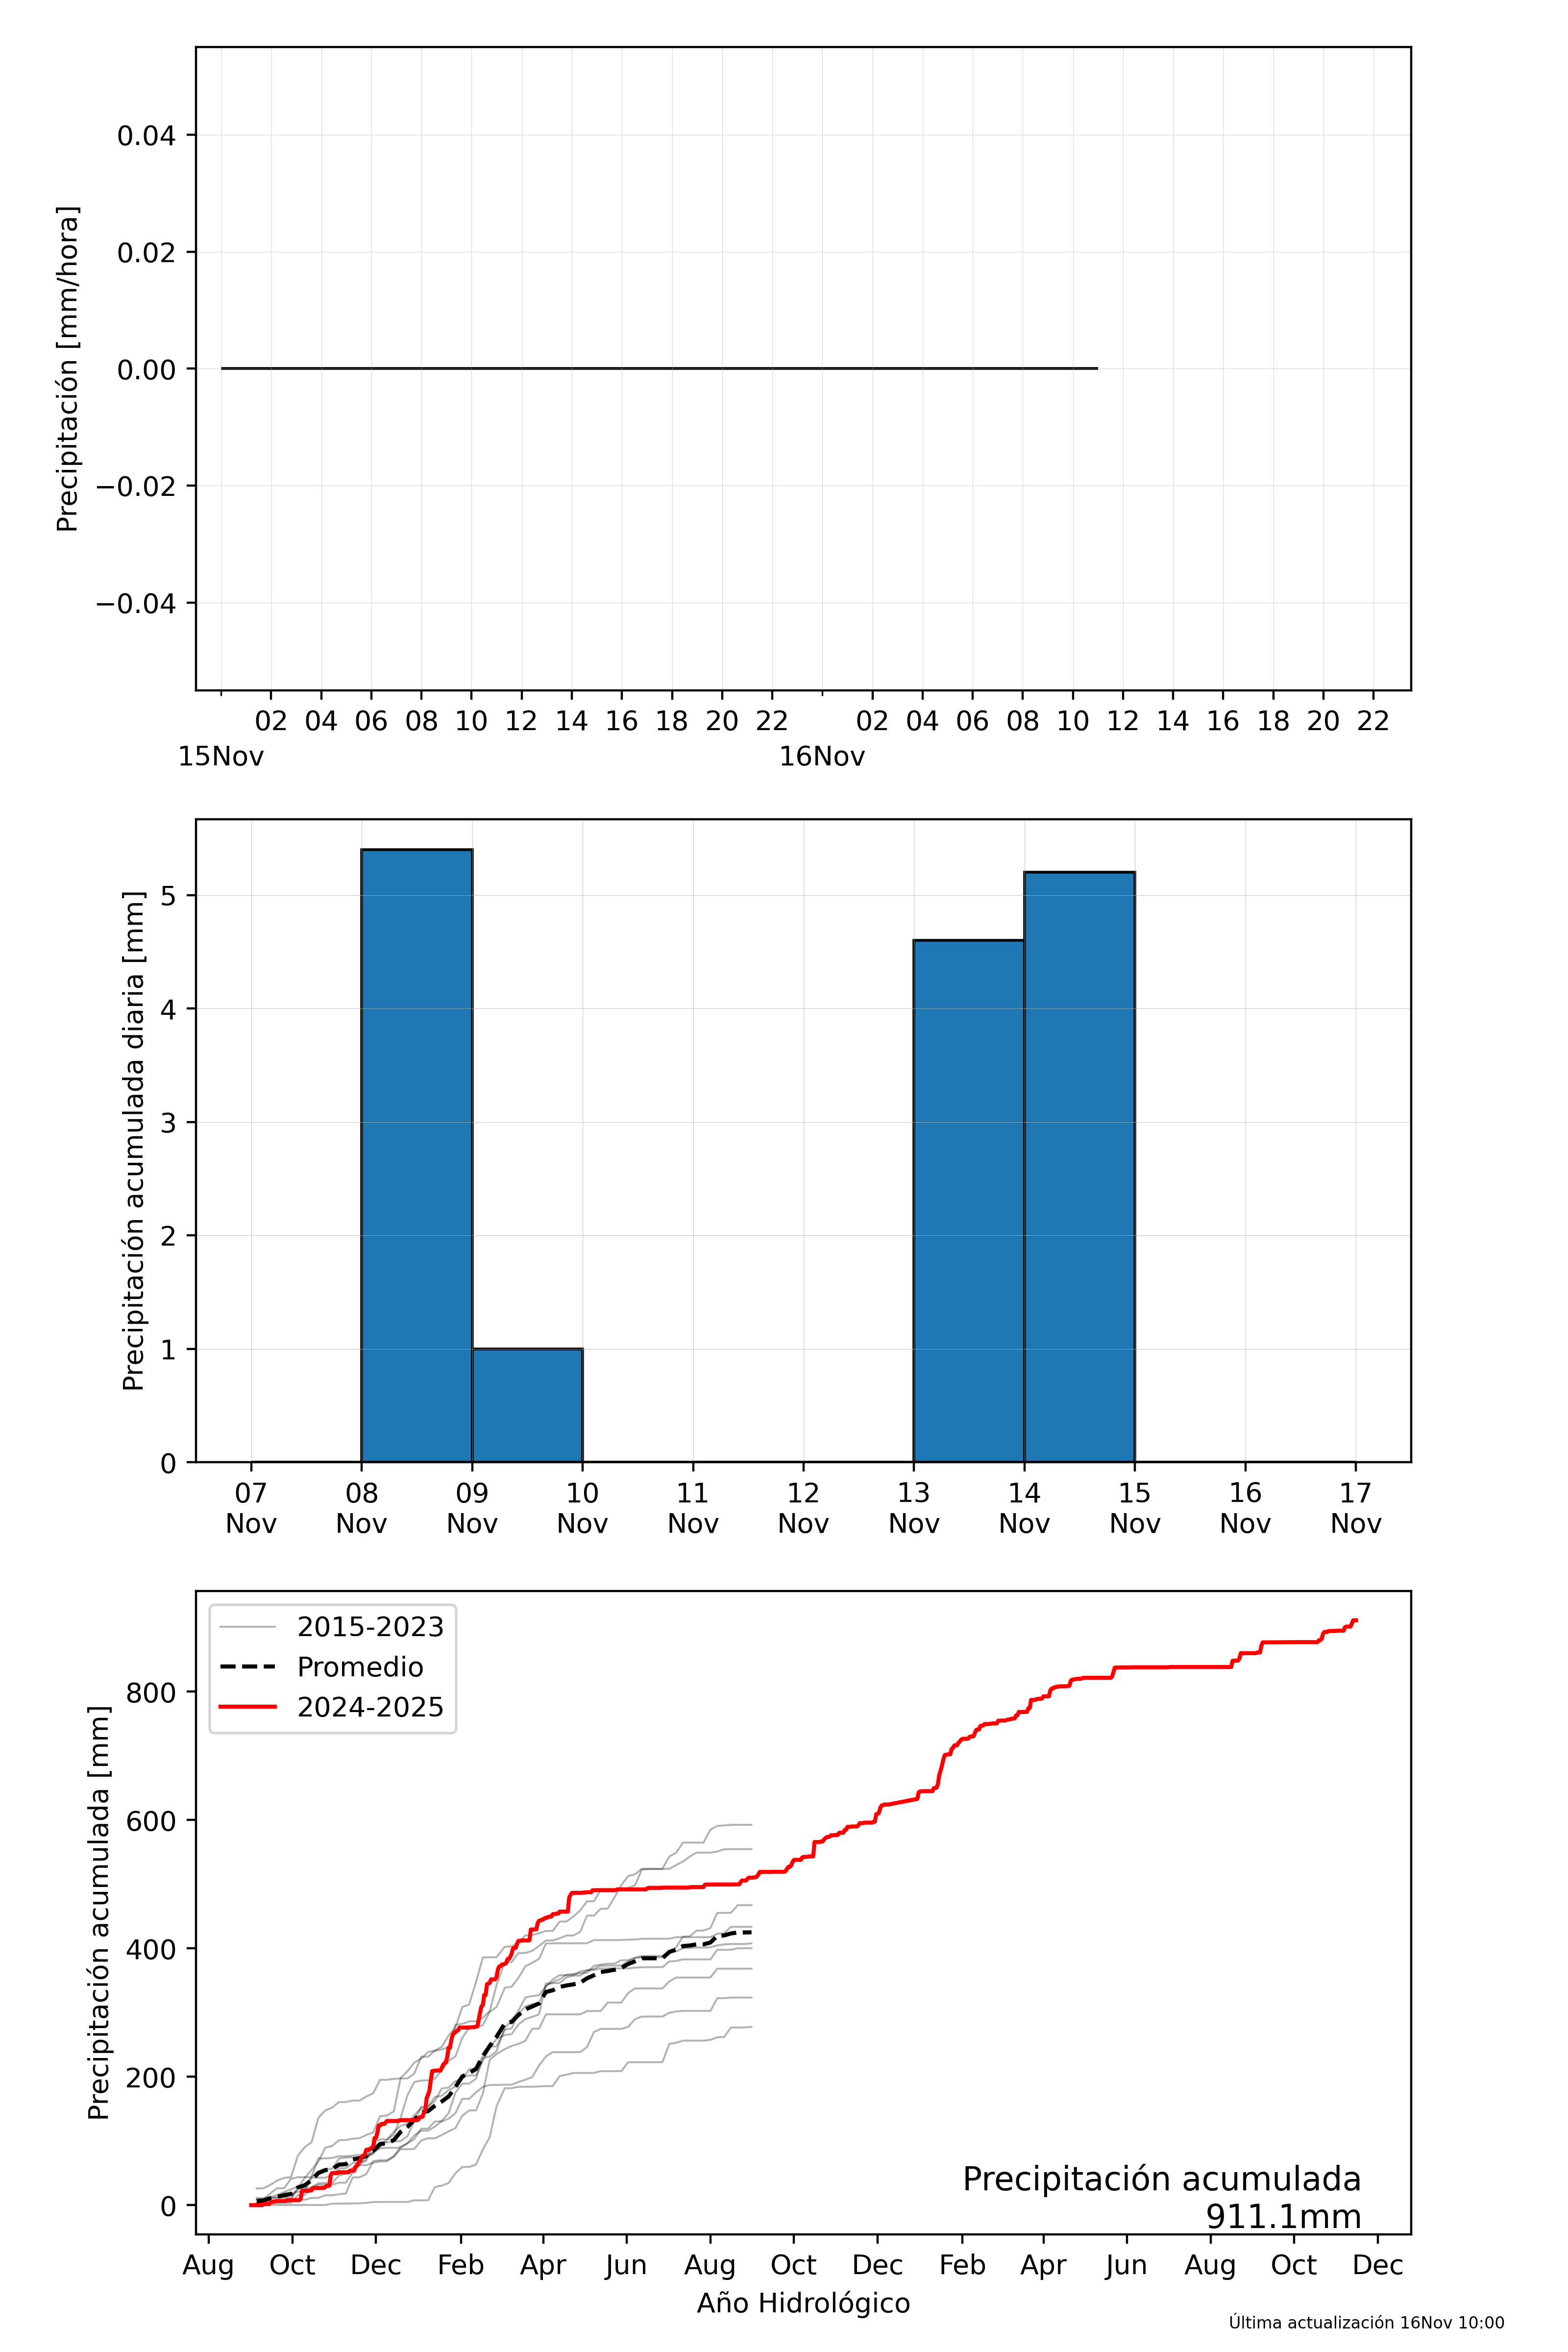 Precipitación [mm/hora]
0.04
0.02
0.00
−0.02
−0.04
02 04 06 08 10 12 14 16 18 20 22 02 04 06 08 10 12 14 16 18 20 22
15Nov 16Nov
Precipitación acumulada diaria [mm]
5
4
3
2
1
0
07 08 09 10 11 12 13 14 15 16 17
Nov Nov Nov Nov Nov Nov Nov Nov Nov Nov Nov
Precipitación acumulada [mm]
2015-2023
Promedio
2024-2025
800
600
400
200
0
Precipitación acumulada
911.1mm
Aug Oct Dec Feb Apr Jun Aug Oct Dec Feb Apr Jun Aug Oct Dec
Año Hidrológico
Última actualización 16Nov 10:00